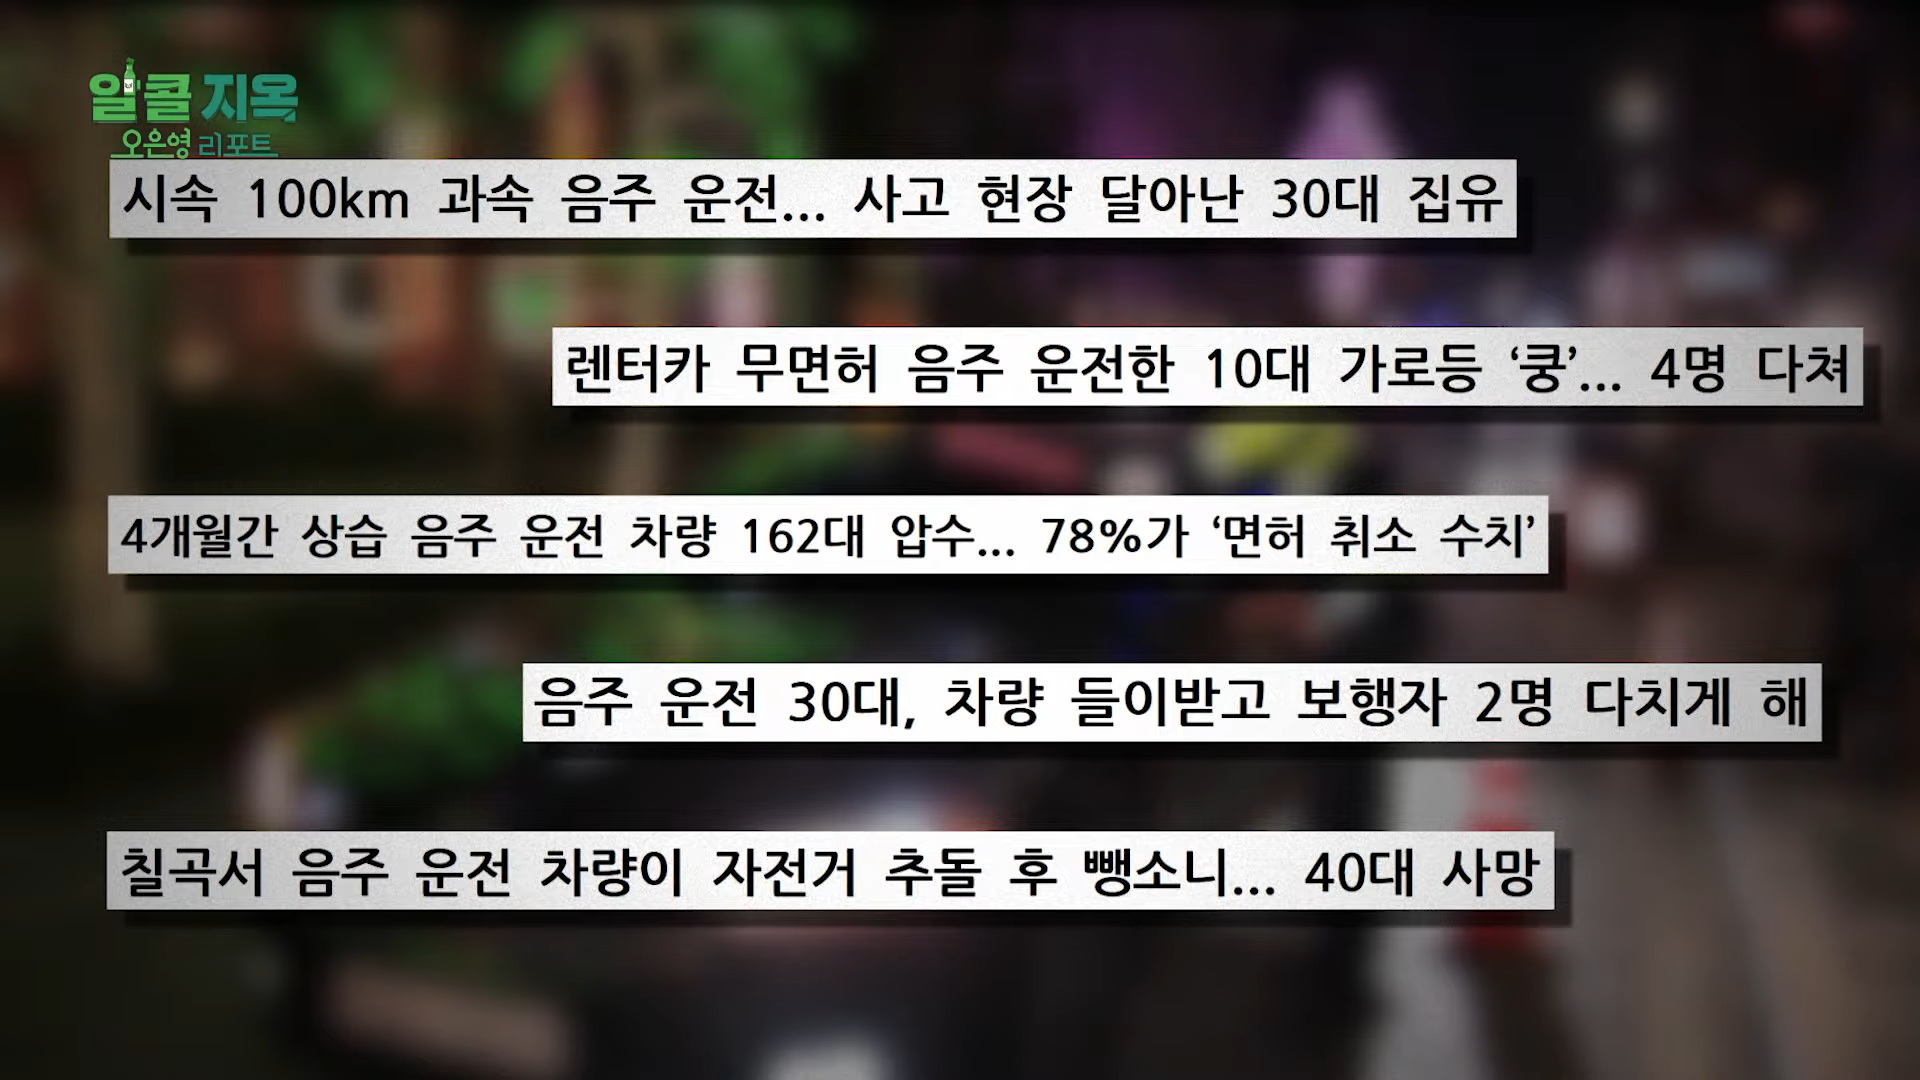 알콜 지옥
오은영 리포트
시속 100km 과속 음주 운전... 사고 현장 달아난 30대 집유
렌터카 무면허 음주 운전한 10대 가로등 ‘쿵’... 4명 다쳐
4개월간 상습 음주 운전 차량 162대 압수... 78%가 ‘면허 취소 수치’
음주 운전 30대, 차량 들이받고 보행자 2명 다치게 해
칠곡서 음주 운전 차량이 자전거 추돌 후 뺑소니... 40대 사망